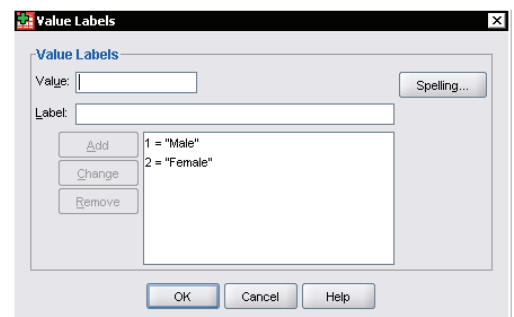 Value Labels
Value Labels
Value:
Spelling...
Label:
Add
1 = "Male"
2 = "Female"
Change
Remove
OK Cancel Help